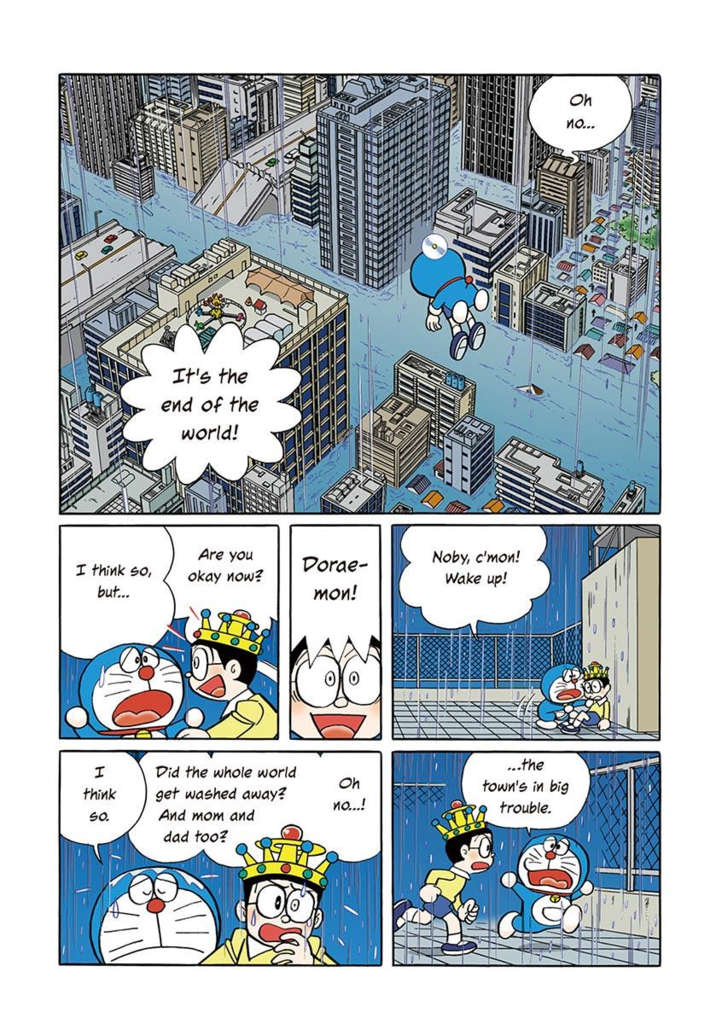 Oh
no...
It's the
end of the
world!
Noby, c'mon!
Wake up!
Dorae-
mon!
Are you
okay now?
I think so,
but...
...the
town's in big
trouble.
Oh
no...!
Did the whole world
get washed away?
And mom and
dad too?
I
think
so.